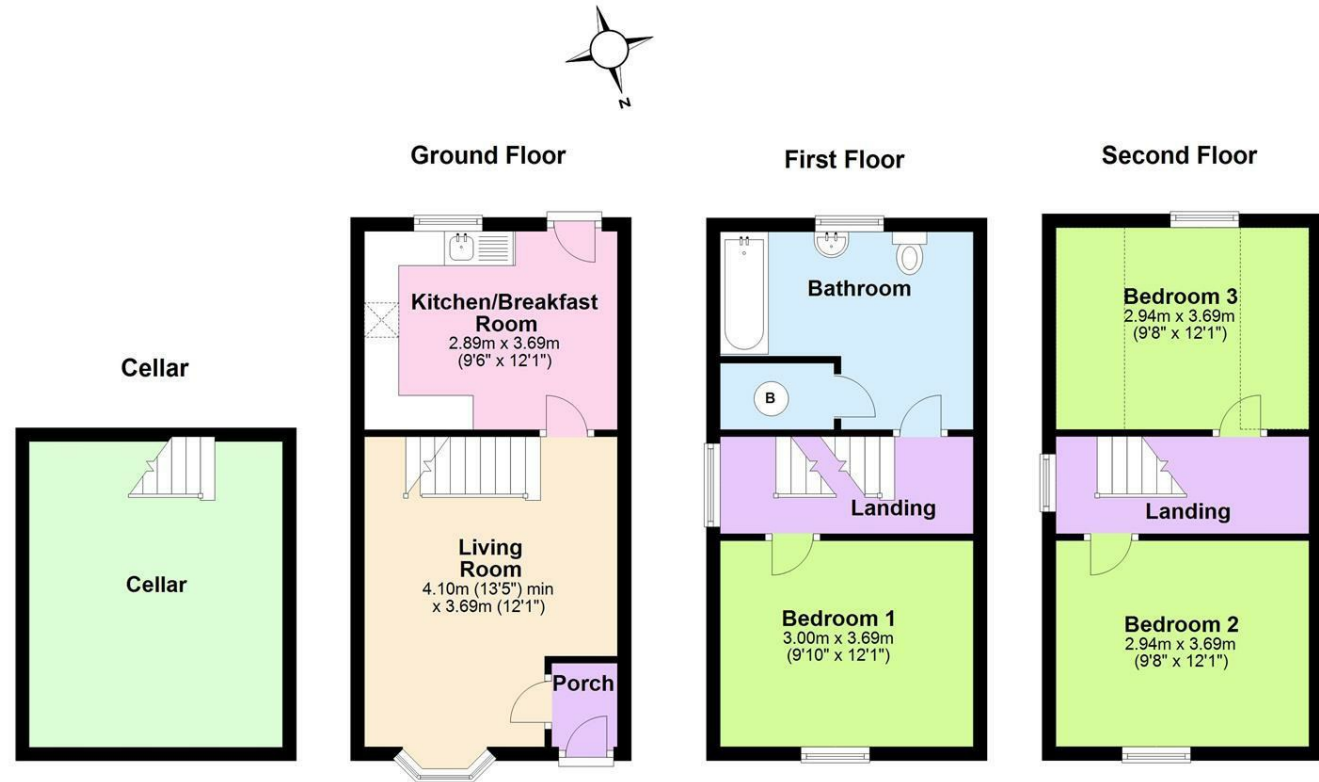 N
Ground Floor
First Floor
Second Floor
Cellar
Kitchen/Breakfast
Room
2.89m x 3.69m
(9'6" x 12'1")
Living
Room
4.10m (13'5") min
x 3.69m (12'1")
Porch
Bathroom
B
Landing
Bedroom 1
3.00m x 3.69m
(9'10" x 12'1")
Bedroom 3
2.94m x 3.69m
(9'8" x 12'1")
Landing
Bedroom 2
2.94m x 3.69m
(9'8" x 12'1")
Cellar